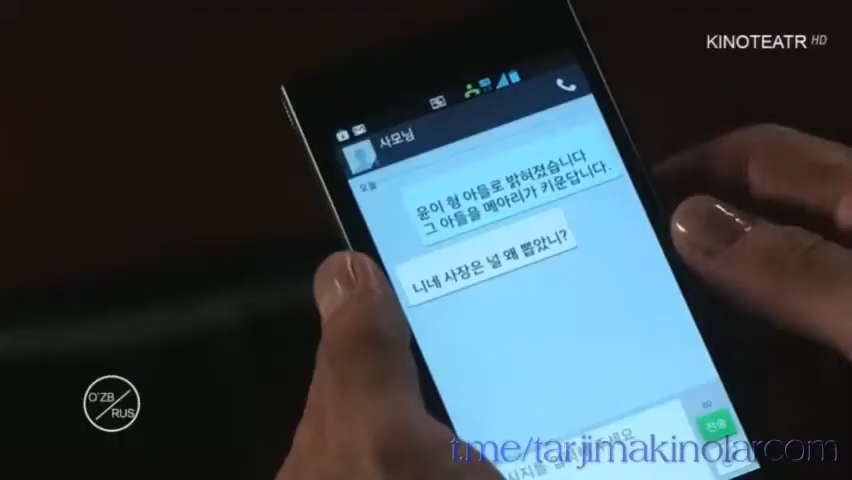 KINOTEATR HD
사모님
오늘
윤이 형 아들로 밝혀졌습니다
그 아들을 메아리가 키운답니다.
니네 사장은 널 왜 뽑았니?
80
전송
O'ZB
RUS
t.me/tarjimakinolarcom